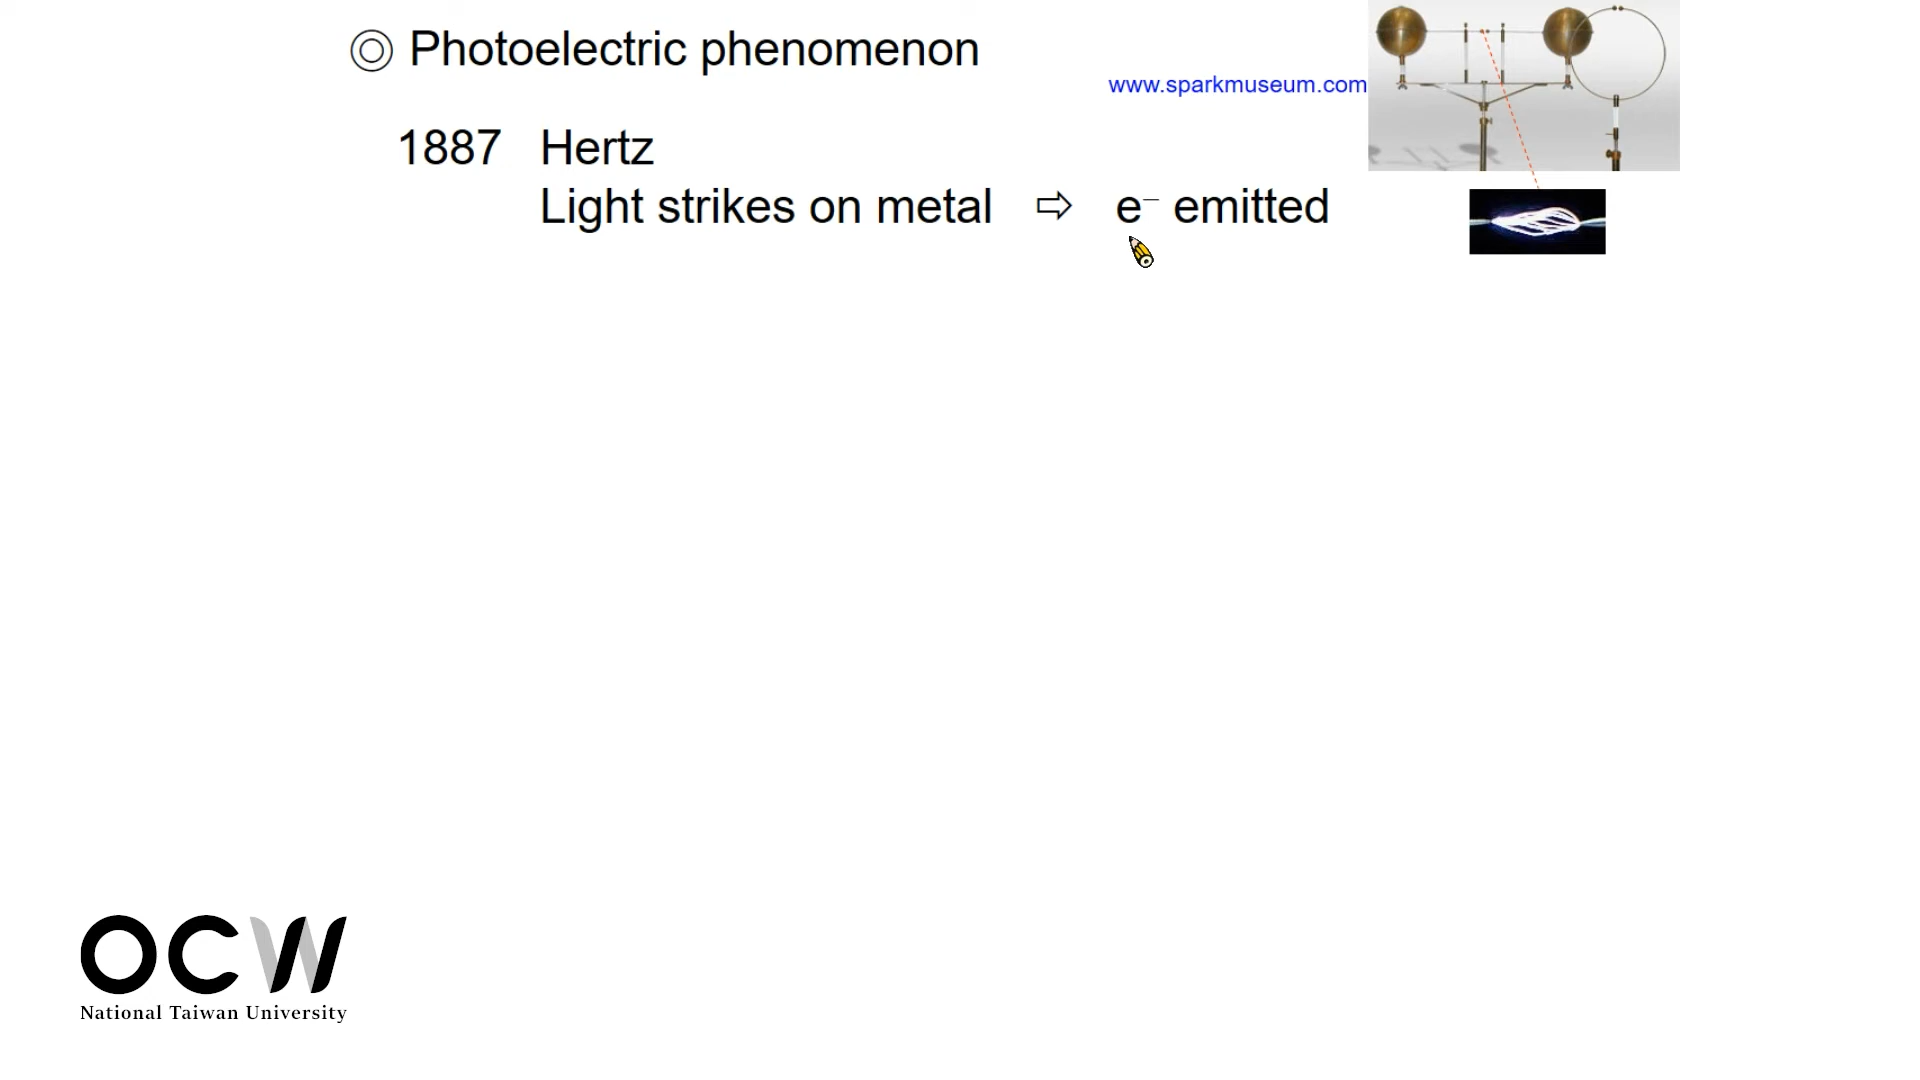 ◎ Photoelectric phenomenon
www.sparkmuseum.com
1887 Hertz
Light strikes on metal ⇨ e⁻ emitted
OCW
National Taiwan University